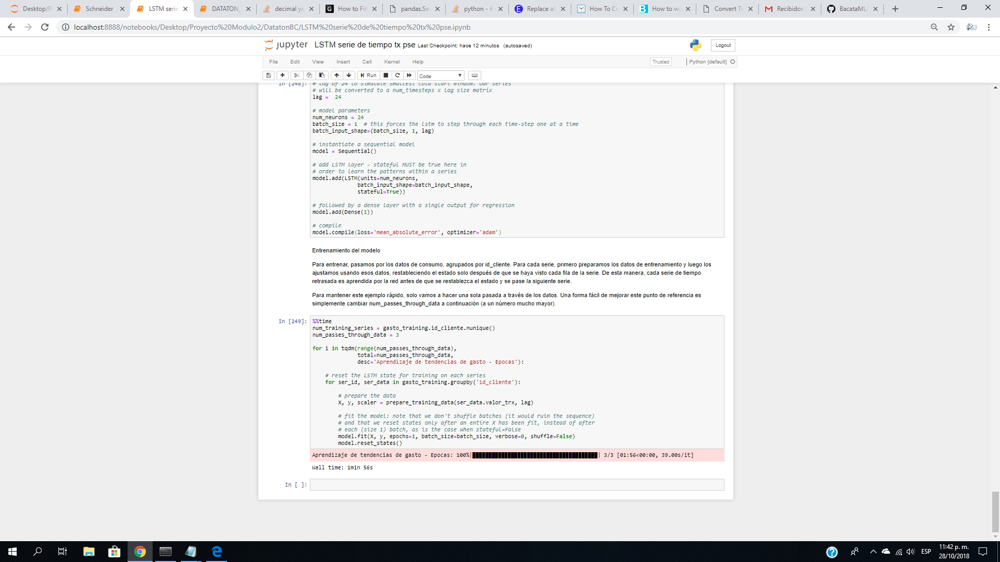 Desktop/P
Schneider
LSTM serie
DATATON_
decimal ye
How to Fil
pandas.Se
python - R
Replace al
How To Co
How to wo
Convert Ti
Recibidos
BacataML/
localhost:8888/notebooks/Desktop/Proyecto%20Modulo2/DatatonBC/LSTM%20serie%20de%20tiempo%20tx%20pse.ipynb
jupyter LSTM serie de tiempo tx pse Last Checkpoint: hace 12 minutos (autosaved)
Logout
File Edit View Insert Cell Kernel Help
Trusted
Python [default]
Run
Code
In [248]: # lag of 24 to simulate smallest cold start window. Our series
# will be converted to a num_timesteps x lag size matrix
lag = 24
# model parameters
num_neurons = 24
batch_size = 1 # this forces the lstm to step through each time-step one at a time
batch_input_shape=(batch_size, 1, lag)
# instantiate a sequential model
model = Sequential()
# add LSTM layer - stateful MUST be true here in
# order to learn the patterns within a series
model.add(LSTM(units=num_neurons,
batch_input_shape=batch_input_shape,
stateful=True))
# followed by a dense layer with a single output for regression
model.add(Dense(1))
# compile
model.compile(loss='mean_absolute_error', optimizer='adam')
Entrenamiento del modelo
Para entrenar, pasamos por los datos de consumo, agrupados por id_cliente. Para cada serie, primero preparamos los datos de entrenamiento y luego los
ajustamos usando esos datos, restableciendo el estado solo después de que se haya visto cada fila de la serie. De esta manera, cada serie de tiempo
retrasada es aprendida por la red antes de que se restablezca el estado y se pase la siguiente serie.
Para mantener este ejemplo rápido, solo vamos a hacer una sola pasada a través de los datos. Una forma fácil de mejorar este punto de referencia es
simplemente cambiar num_passes_through_data a continuación (a un número mucho mayor).
In [249]: %%time
num_training_series = gasto_training.id_cliente.nunique()
num_passes_through_data = 3
for i in tqdm(range(num_passes_through_data),
total=num_passes_through_data,
desc='Aprendizaje de tendencias de gasto - Epocas'):
# reset the LSTM state for training on each series
for ser_id, ser_data in gasto_training.groupby('id_cliente'):
# prepare the data
X, y, scaler = prepare_training_data(ser_data.valor_trx, lag)
# fit the model: note that we don't shuffle batches (it would ruin the sequence)
# and that we reset states only after an entire X has been fit, instead of after
# each (size 1) batch, as is the case when stateful=False
model.fit(X, y, epochs=1, batch_size=batch_size, verbose=0, shuffle=False)
model.reset_states()
Aprendizaje de tendencias de gasto - Epocas: 100%| | 3/3 [01:56<00:00, 39.00s/it]
Wall time: 1min 56s
In [ ]:
ESP
11:42 p. m.
28/10/2018